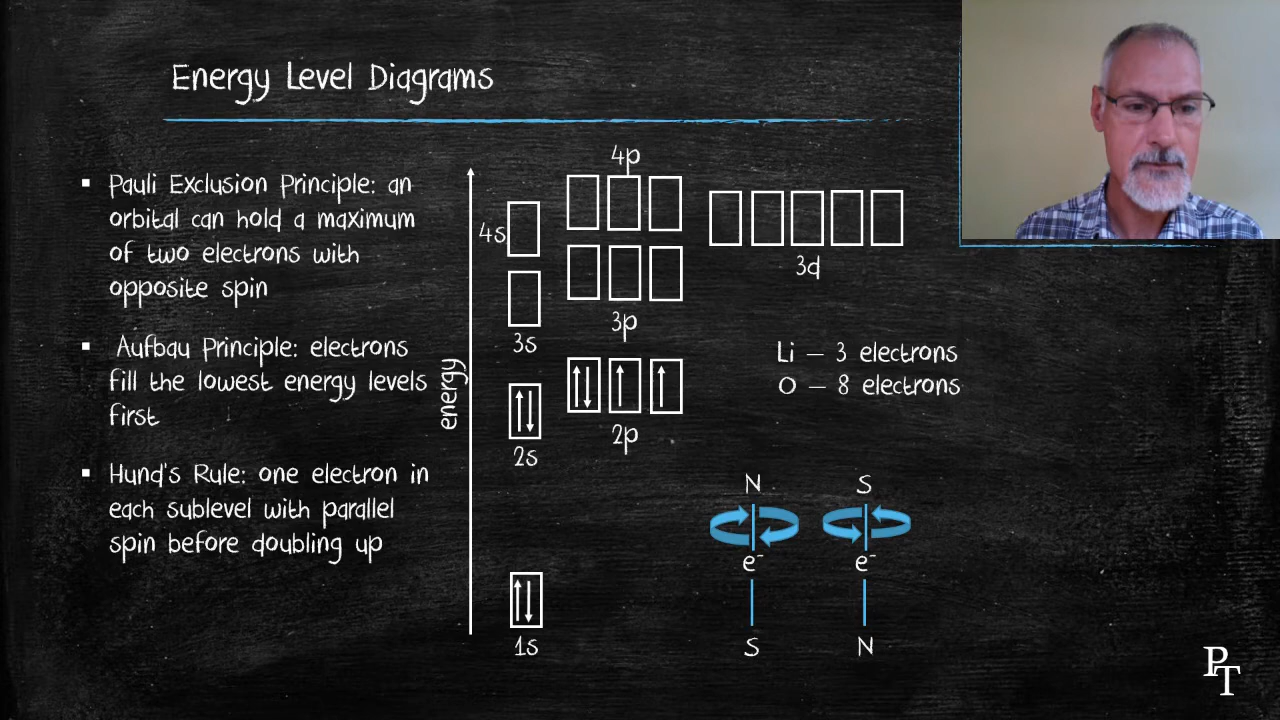 Energy Level Diagrams
▪ Pauli Exclusion Principle: an
orbital can hold a maximum
of two electrons with
opposite spin
▪ Aufbau Principle: electrons
fill the lowest energy levels
first
▪ Hund's Rule: one electron in
each sublevel with parallel
spin before doubling up
energy
4p
4s
3d
3p
3s
2p
2s
1s
Li – 3 electrons
O – 8 electrons
N S
e⁻ e⁻
S N
PT